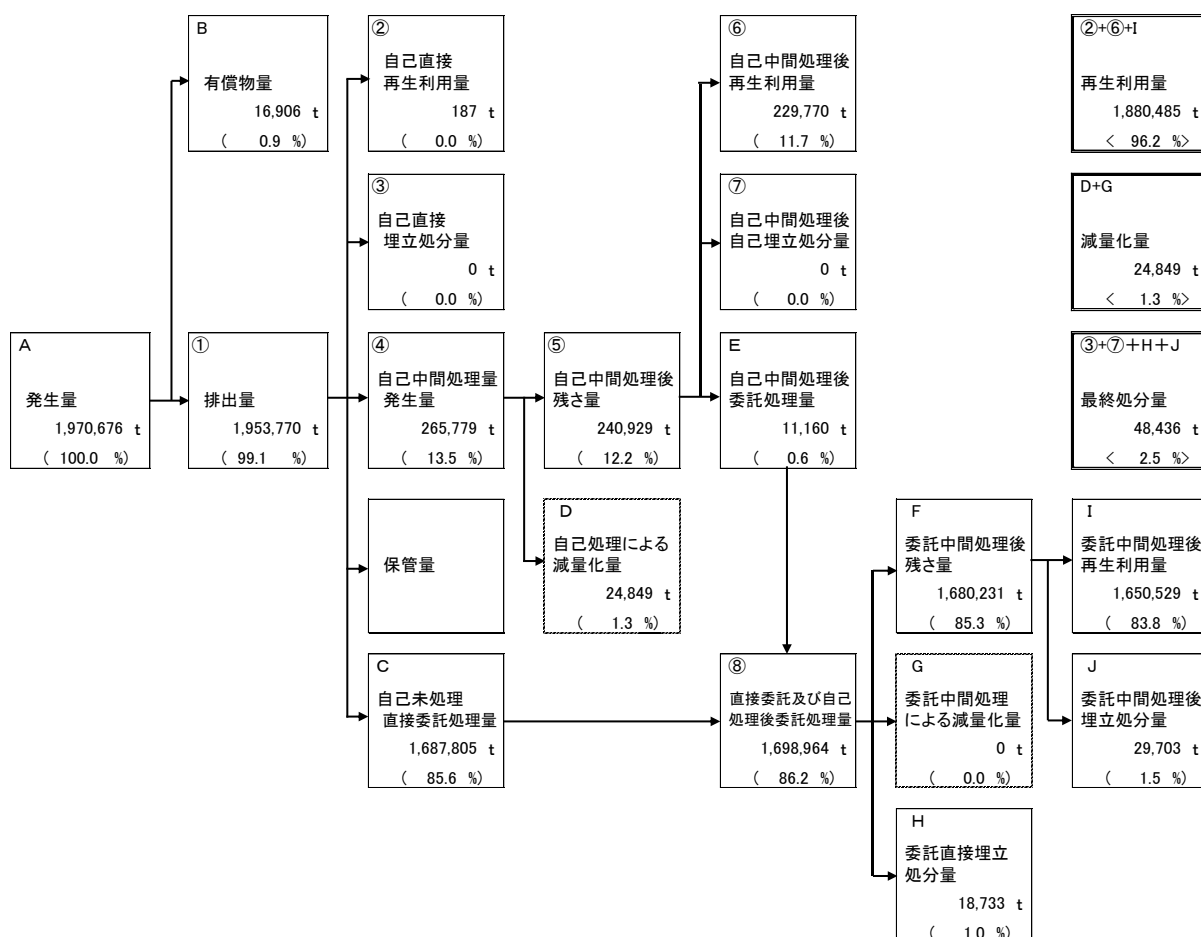 B
有償物量
16,906 t
( 0.9 %)
②
自己直接
再生利用量
187 t
( 0.0 %)
⑥
自己中間処理後
再生利用量
229,770 t
( 11.7 %)
②+⑥+I
再生利用量
1,880,485 t
< 96.2 %>
③
自己直接
埋立処分量
0 t
( 0.0 %)
⑦
自己中間処理後
自己埋立処分量
0 t
( 0.0 %)
D+G
減量化量
24,849 t
< 1.3 %>
A
発生量
1,970,676 t
( 100.0 %)
①
排出量
1,953,770 t
( 99.1 %)
④
自己中間処理量
発生量
265,779 t
( 13.5 %)
⑤
自己中間処理後
残さ量
240,929 t
( 12.2 %)
E
自己中間処理後
委託処理量
11,160 t
( 0.6 %)
③+⑦+H+J
最終処分量
48,436 t
< 2.5 %>
保管量
D
自己処理による
減量化量
24,849 t
( 1.3 %)
F
委託中間処理後
残さ量
1,680,231 t
( 85.3 %)
I
委託中間処理後
再生利用量
1,650,529 t
( 83.8 %)
C
自己未処理
直接委託処理量
1,687,805 t
( 85.6 %)
⑧
直接委託及び自己
処理後委託処理量
1,698,964 t
( 86.2 %)
G
委託中間処理
による減量化量
0 t
( 0.0 %)
J
委託中間処理後
埋立処分量
29,703 t
( 1.5 %)
H
委託直接埋立
処分量
18,733 t
( 1.0 %)